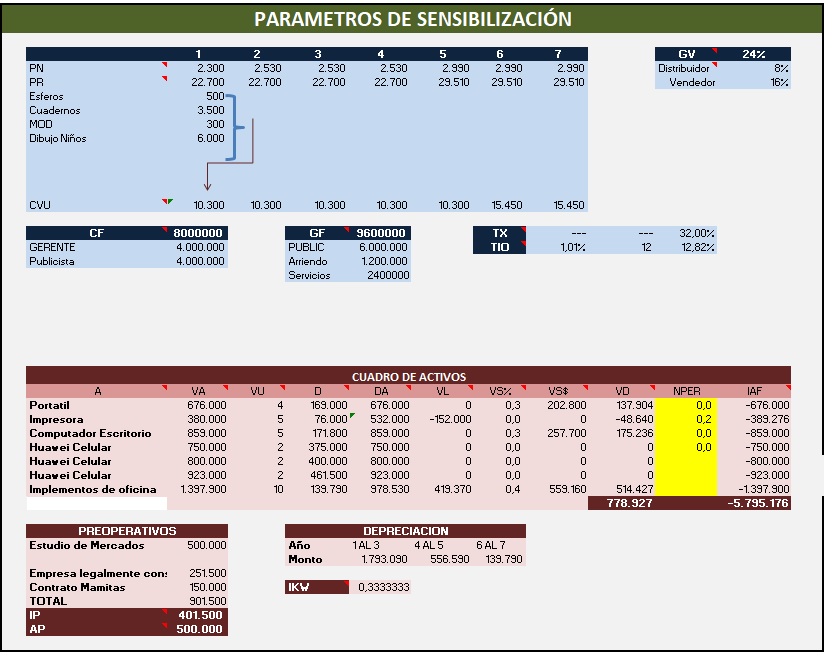 PARAMETROS DE SENSIBILIZACIÓN
1 2 3 4 5 6 7
PN 2.300 2.530 2.530 2.530 2.990 2.990 2.990
PR 22.700 22.700 22.700 22.700 29.510 29.510 29.510
Esferos 500
Cuadernos 3.500
MOD 300
Dibujo Niños 6.000
CVU 10.300 10.300 10.300 10.300 10.300 15.450 15.450
GV 24%
Distribuidor 8%
Vendedor 16%
CF 8000000
GERENTE 4.000.000
Publicista 4.000.000
GF 9600000
PUBLIC 6.000.000
Arriendo 1.200.000
Servicios 2400000
TX --- --- 32,00%
TIO 1,01% 12 12,82%
CUADRO DE ACTIVOS
A VA VU D DA VL VS% VS$ VD NPER IAF
Portatil 676.000 4 169.000 676.000 0 0,3 202.800 137.904 0,0 -676.000
Impresora 380.000 5 76.000 532.000 -152.000 0,0 0 -48.640 0,2 -389.276
Computador Escritorio 859.000 5 171.800 859.000 0 0,3 257.700 175.236 0,0 -859.000
Huawei Celular 750.000 2 375.000 750.000 0 0,0 0 0 0,0 -750.000
Huawei Celular 800.000 2 400.000 800.000 0 0,0 0 0 -800.000
Huawei Celular 923.000 2 461.500 923.000 0 0,0 0 0 -923.000
Implementos de oficina 1.397.900 10 139.790 978.530 419.370 0,4 559.160 514.427 -1.397.900
778.927 -5.795.176
PREOPERATIVOS
Estudio de Mercados 500.000
Empresa legalmente con: 251.500
Contrato Mamitas 150.000
TOTAL 901.500
IP 401.500
AP 500.000
DEPRECIACION
Año 1 AL 3 4 AL 5 6 AL 7
Monto 1.793.090 556.590 139.790
IKW 0,3333333